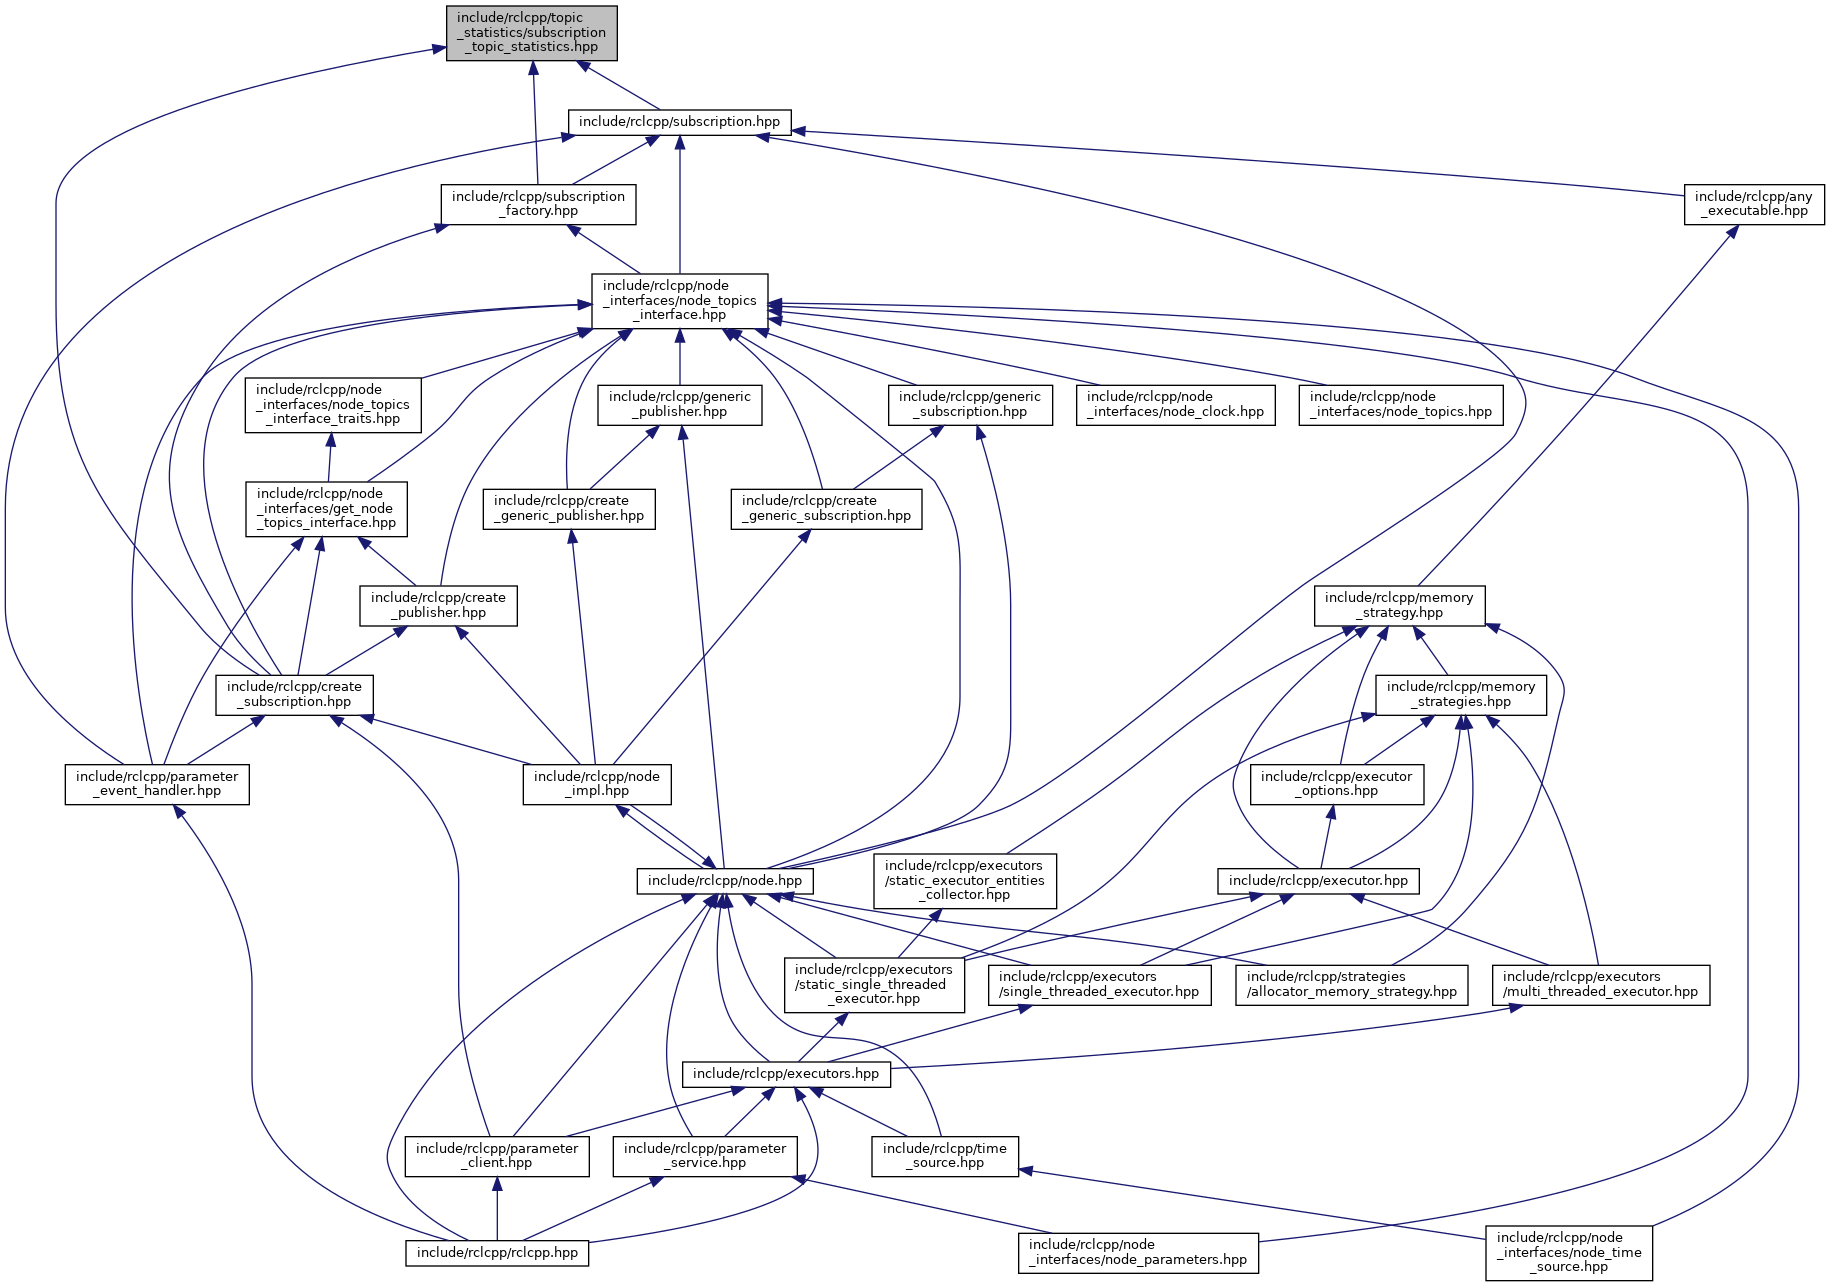 include/rclcpp/topic
_statistics/subscription
_topic_statistics.hpp
include/rclcpp/subscription.hpp
include/rclcpp/subscription
_factory.hpp
include/rclcpp/any
_executable.hpp
include/rclcpp/node
_interfaces/node_topics
_interface.hpp
include/rclcpp/node
_interfaces/node_topics
_interface_traits.hpp
include/rclcpp/generic
_publisher.hpp
include/rclcpp/generic
_subscription.hpp
include/rclcpp/node
_interfaces/node_clock.hpp
include/rclcpp/node
_interfaces/node_topics.hpp
include/rclcpp/node
_interfaces/get_node
_topics_interface.hpp
include/rclcpp/create
_generic_publisher.hpp
include/rclcpp/create
_generic_subscription.hpp
include/rclcpp/create
_publisher.hpp
include/rclcpp/memory
_strategy.hpp
include/rclcpp/create
_subscription.hpp
include/rclcpp/memory
_strategies.hpp
include/rclcpp/parameter
_event_handler.hpp
include/rclcpp/node
_impl.hpp
include/rclcpp/executor
_options.hpp
include/rclcpp/node.hpp
include/rclcpp/executors
/static_executor_entities
_collector.hpp
include/rclcpp/executor.hpp
include/rclcpp/executors
/static_single_threaded
_executor.hpp
include/rclcpp/executors
/single_threaded_executor.hpp
include/rclcpp/strategies
/allocator_memory_strategy.hpp
include/rclcpp/executors
/multi_threaded_executor.hpp
include/rclcpp/executors.hpp
include/rclcpp/parameter
_client.hpp
include/rclcpp/parameter
_service.hpp
include/rclcpp/time
_source.hpp
include/rclcpp/rclcpp.hpp
include/rclcpp/node
_interfaces/node_parameters.hpp
include/rclcpp/node
_interfaces/node_time
_source.hpp